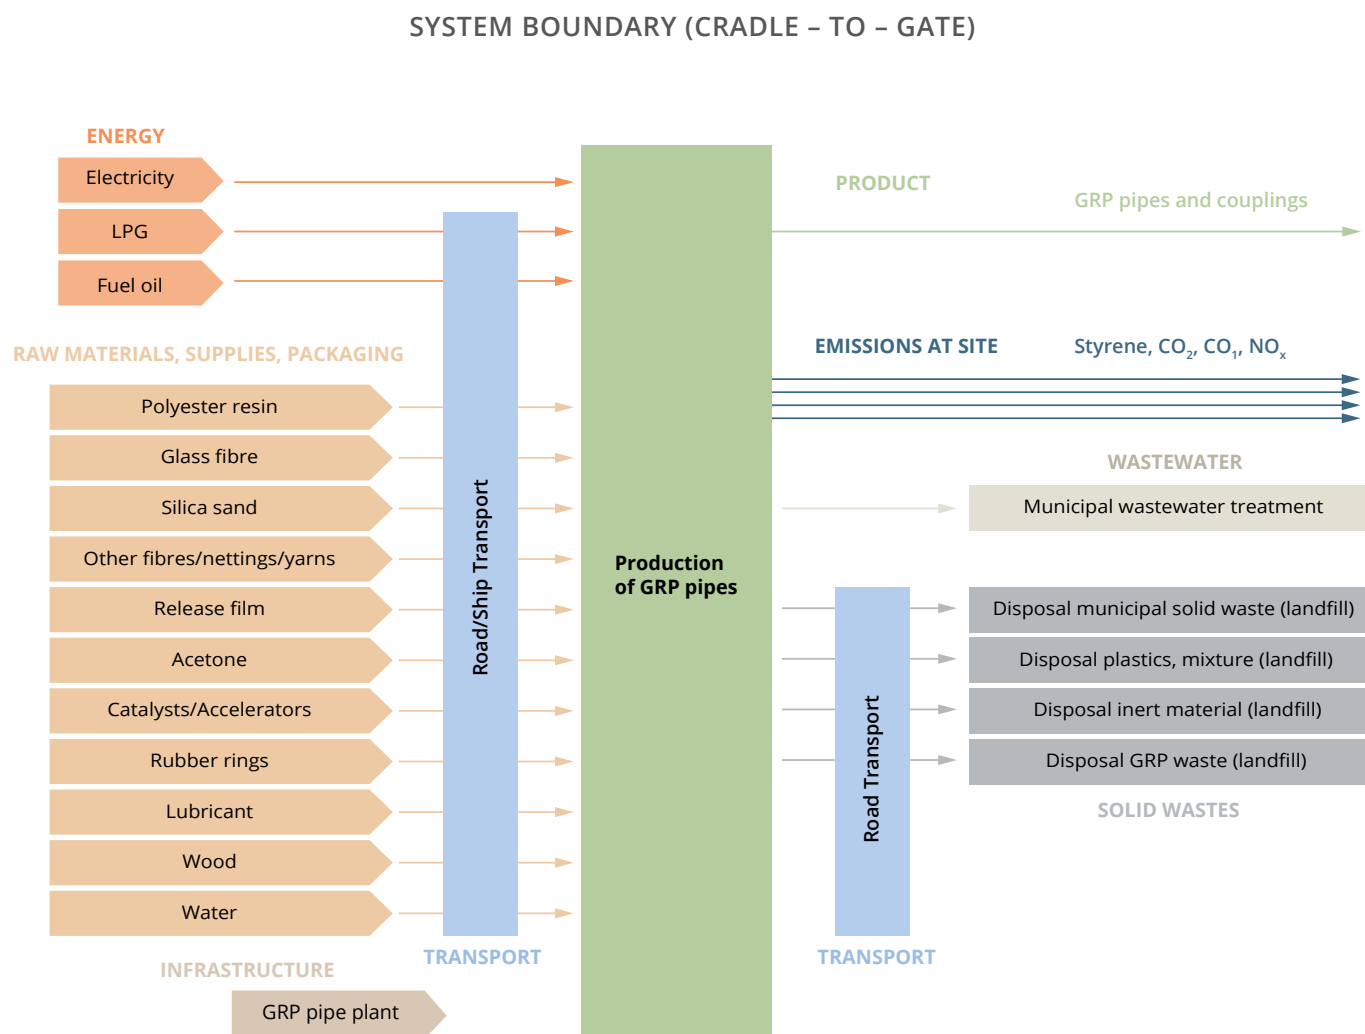 SYSTEM BOUNDARY (CRADLE – TO – GATE)
ENERGY
Electricity
LPG
Fuel oil
RAW MATERIALS, SUPPLIES, PACKAGING
Polyester resin
Glass fibre
Silica sand
Other fibres/nettings/yarns
Release film
Acetone
Catalysts/Accelerators
Rubber rings
Lubricant
Wood
Water
INFRASTRUCTURE
GRP pipe plant
Road/Ship Transport
TRANSPORT
Production
of GRP pipes
PRODUCT
GRP pipes and couplings
EMISSIONS AT SITE
Styrene, CO₂, CO₁, NOₓ
WASTEWATER
Municipal wastewater treatment
Road Transport
TRANSPORT
Disposal municipal solid waste (landfill)
Disposal plastics, mixture (landfill)
Disposal inert material (landfill)
Disposal GRP waste (landfill)
SOLID WASTES